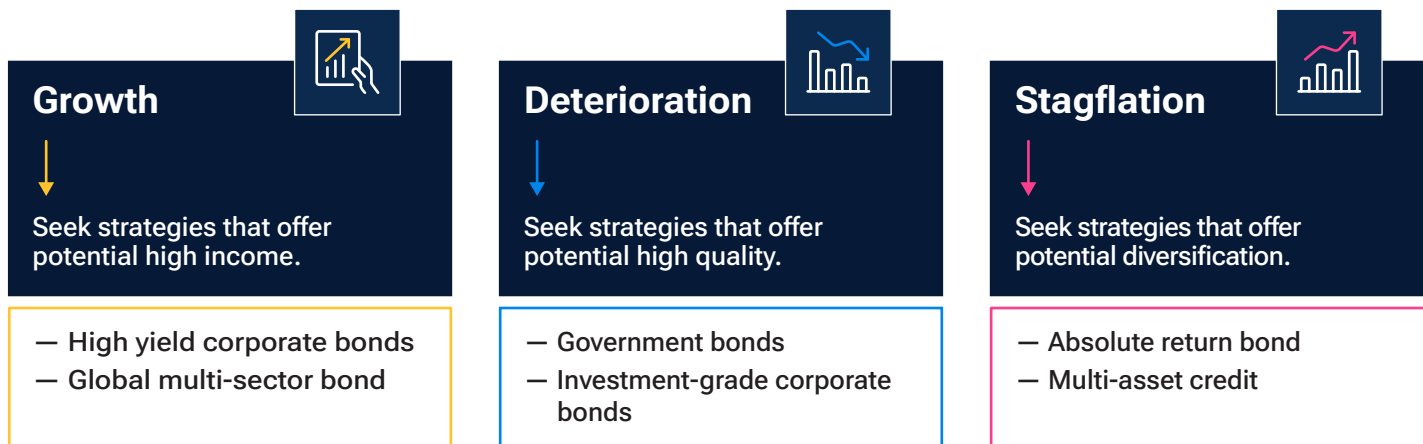 Growth
Seek strategies that offer
potential high income.
— High yield corporate bonds
— Global multi-sector bond
Deterioration
Seek strategies that offer
potential high quality.
— Government bonds
— Investment-grade corporate
bonds
Stagflation
Seek strategies that offer
potential diversification.
— Absolute return bond
— Multi-asset credit